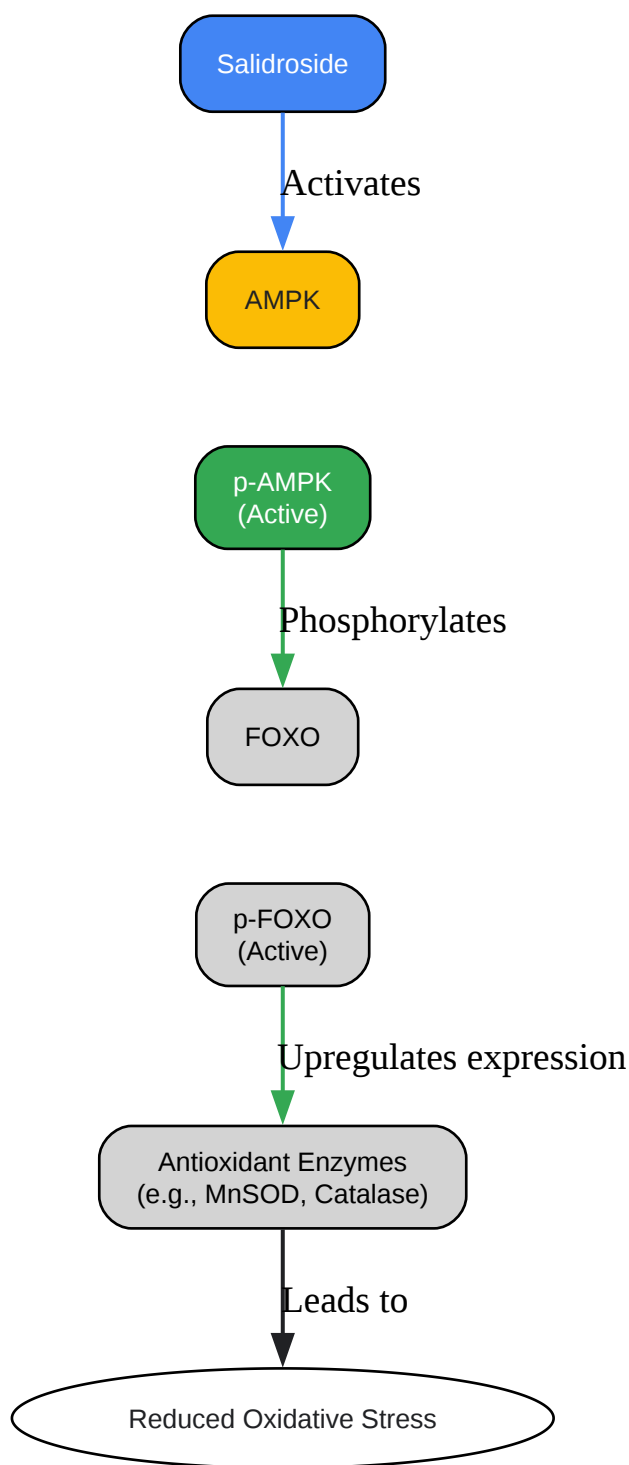 Salidroside
Activates
AMPK
p-AMPK
(Active)
Phosphorylates
FOXO
p-FOXO
(Active)
Upregulates expression
Antioxidant Enzymes
(e.g., MnSOD, Catalase)
Leads to
Reduced Oxidative Stress